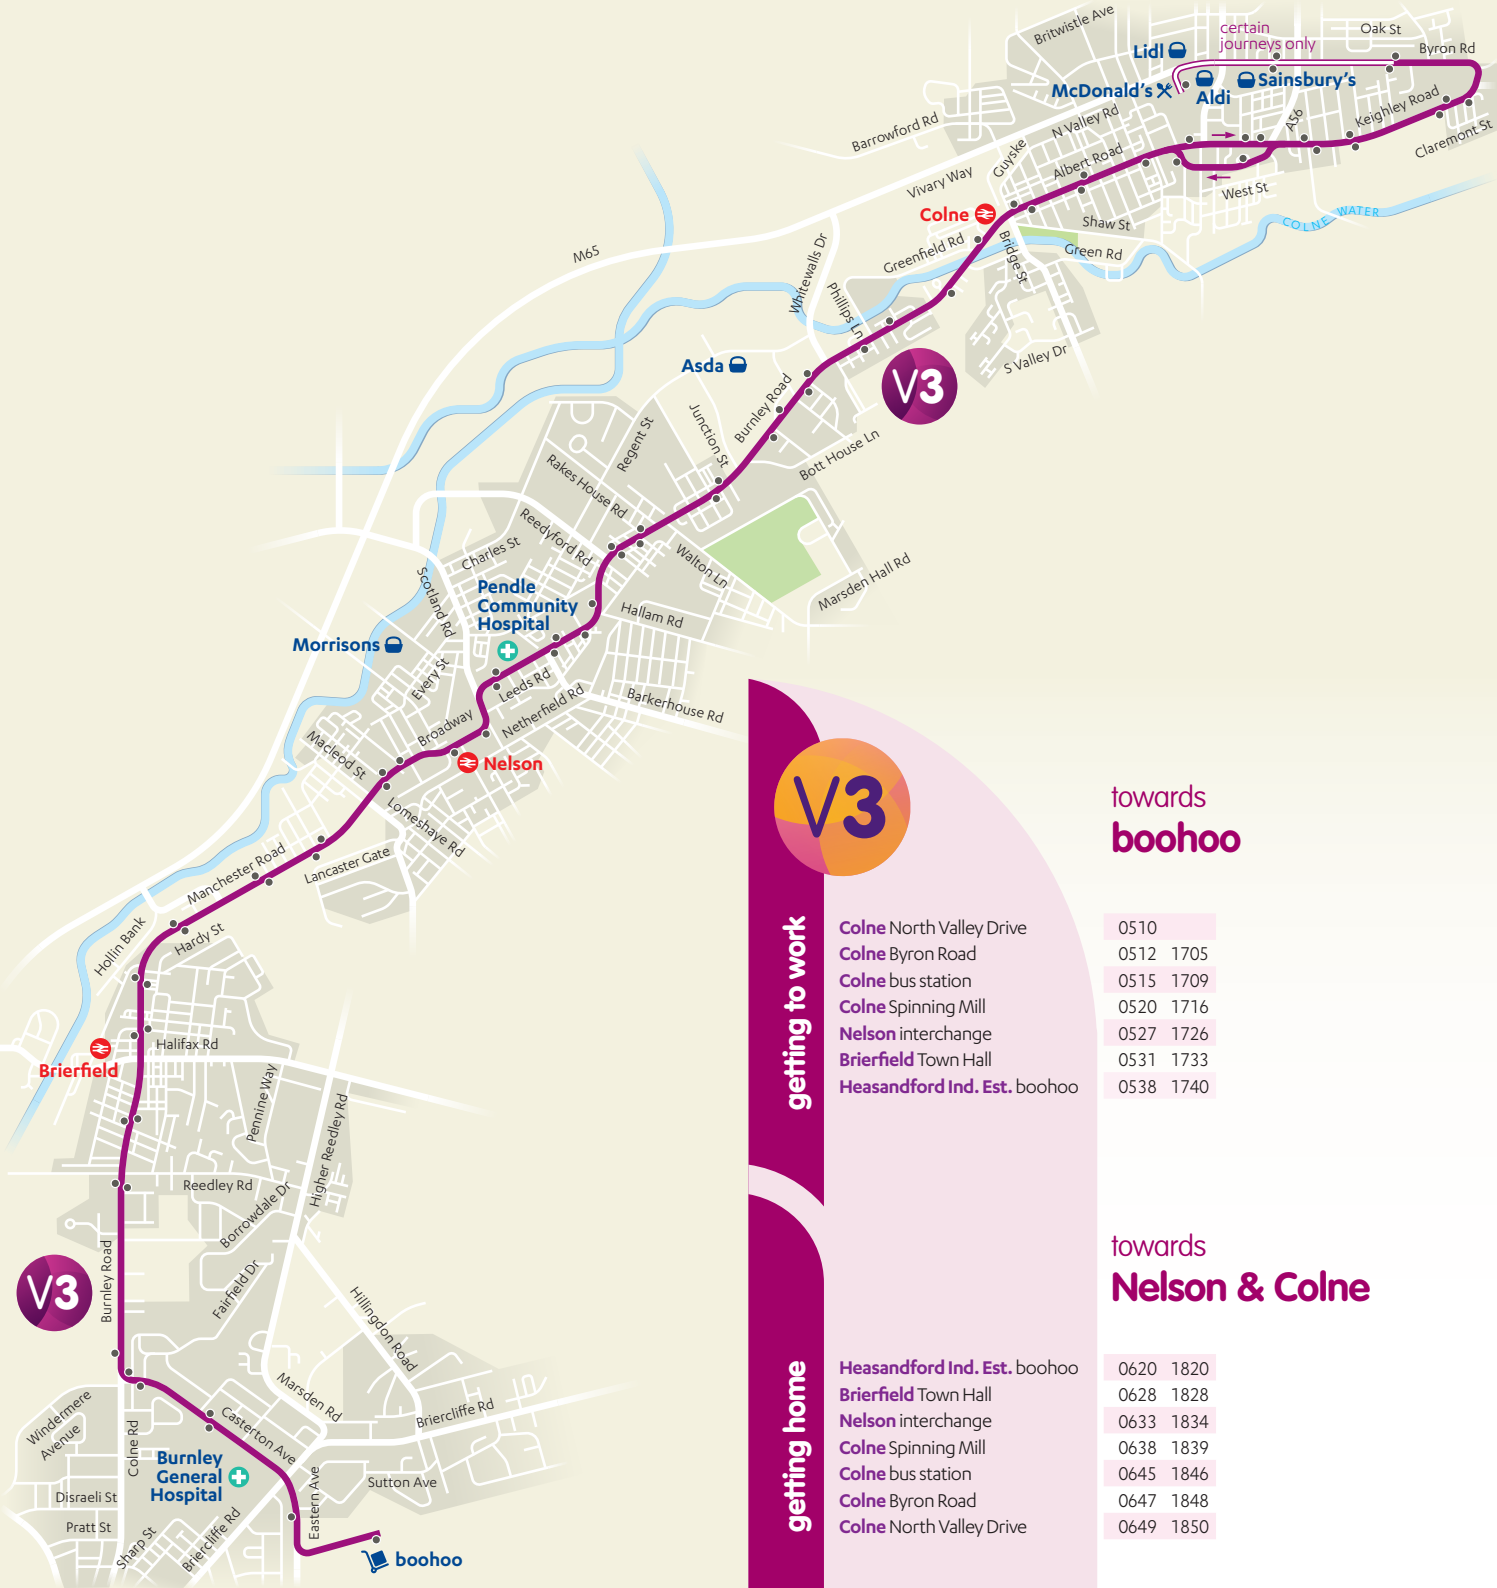 Britwistle Ave
certain
journeys only
Oak St
Byron Rd
Lidl
McDonald's
Aldi
Sainsbury's
A56
Keighley Road
Claremont St
Barrowford Rd
N Valley Rd
Guyske
Albert Road
Vivary Way
West St
Colne
Shaw St
COLNE WATER
Greenfield Rd
Bridge St
Green Rd
M65
Whitewalls Dr
Phillips Ln
S Valley Dr
V3
Asda
Burnley Road
Junction St
Regent St
Bott House Ln
Rakes House Rd
Reedyford Rd
Charles St
Walton Ln
Marsden Hall Rd
Scotland Rd
Pendle
Community
Hospital
Hallam Rd
Morrisons
Every St
Leeds Rd
Netherfield Rd
Barkerhouse Rd
Broadway
Macleod St
Nelson
Lomeshaye Rd
Manchester Road
Lancaster Gate
Hollin Bank
Hardy St
Halifax Rd
Brierfield
Pennine Way
Higher Reedley Rd
Reedley Rd
Borrowdale Dr
Burnley Road
V3
Fairfield Dr
Hillingdon Road
Marsden Rd
Briercliffe Rd
Windermere
Avenue
Colne Rd
Casterton Ave
Burnley
General
Hospital
Sutton Ave
Eastern Ave
Disraeli St
Pratt St
Sharp St
Briercliffe Rd
boohoo
V3
towards
boohoo
getting to work
Colne North Valley Drive 0510
Colne Byron Road 0512 1705
Colne bus station 0515 1709
Colne Spinning Mill 0520 1716
Nelson interchange 0527 1726
Brierfield Town Hall 0531 1733
Heasandford Ind. Est. boohoo 0538 1740
towards
Nelson & Colne
getting home
Heasandford Ind. Est. boohoo 0620 1820
Brierfield Town Hall 0628 1828
Nelson interchange 0633 1834
Colne Spinning Mill 0638 1839
Colne bus station 0645 1846
Colne Byron Road 0647 1848
Colne North Valley Drive 0649 1850